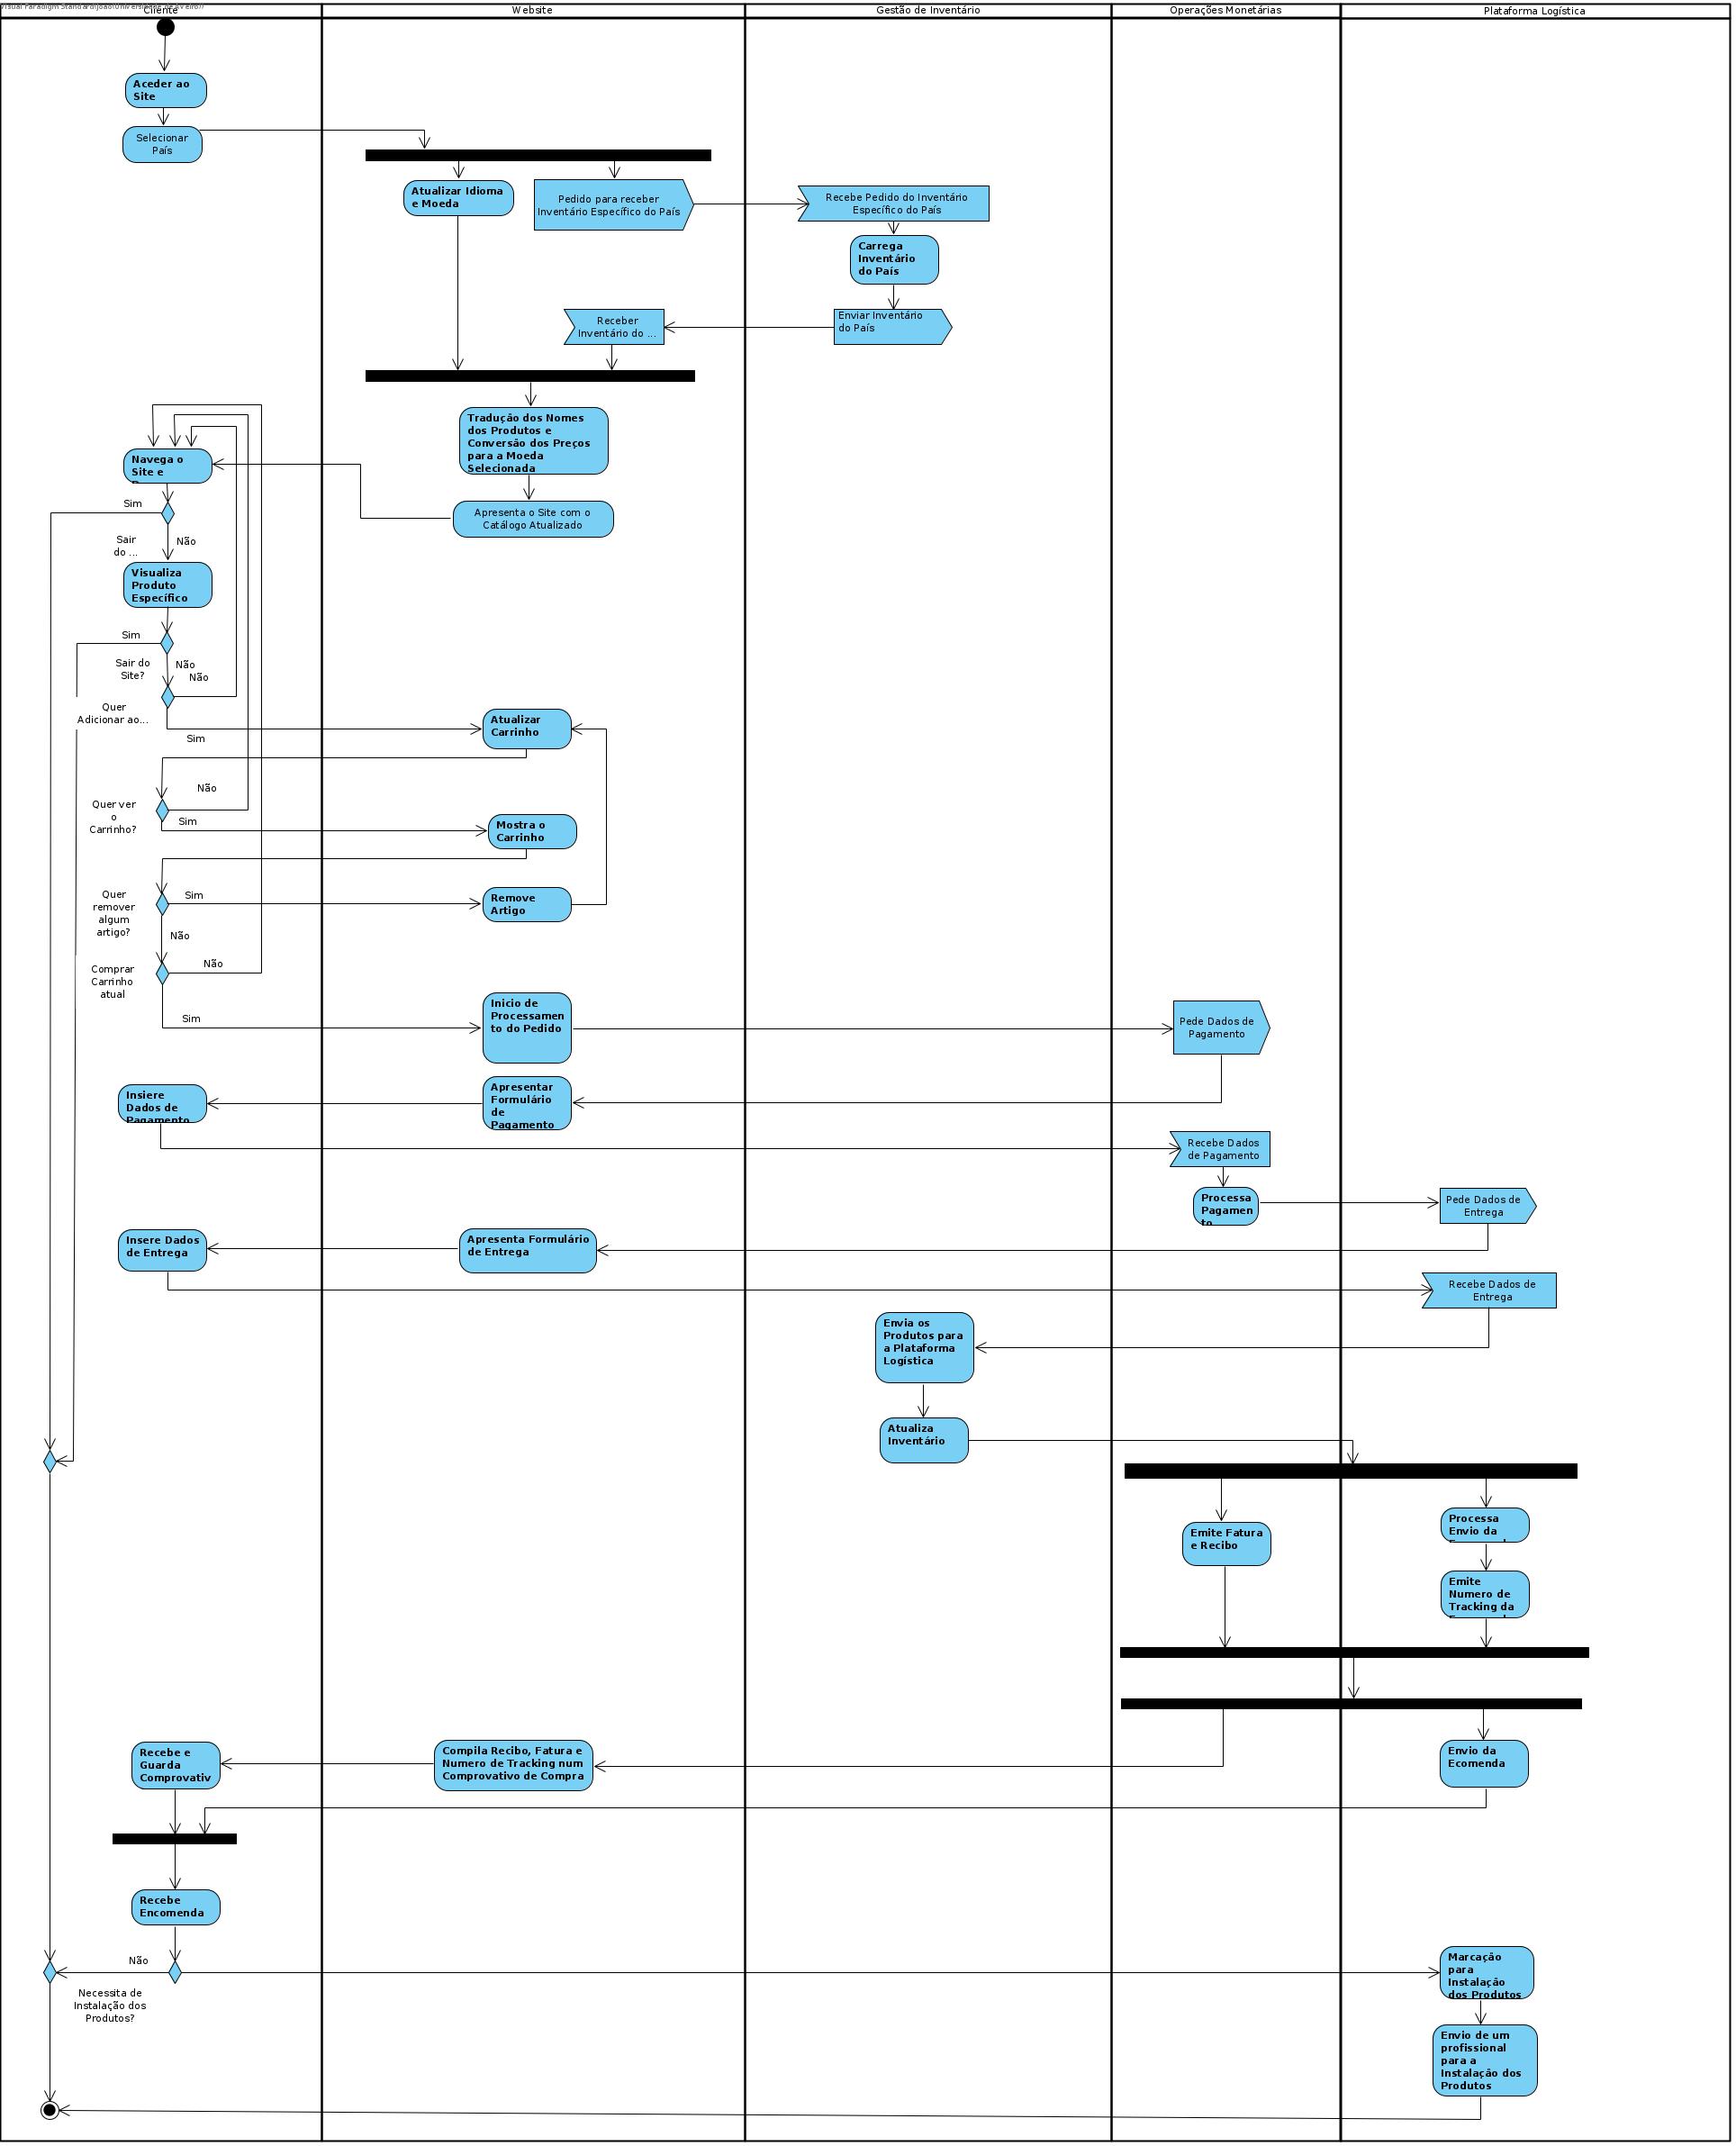 Cliente
Website
Gestão de Inventário
Operações Monetárias
Plataforma Logística
Aceder ao
Site
Selecionar
País
Atualizar Idioma
e Moeda
Pedido para receber
Inventário Específico do País
Recebe Pedido do Inventário
Específico do País
Carrega
Inventário
do País
Enviar Inventário
do País
Receber
Inventário do ...
Tradução dos Nomes
dos Produtos e
Conversão dos Preços
para a Moeda
Selecionada
Navega o
Site e
Apresenta o Site com o
Catálogo Atualizado
Sim
Sair
do ...
Não
Visualiza
Produto
Específico
Sim
Sair do
Site?
Não
Não
Quer
Adicionar ao...
Sim
Atualizar
Carrinho
Não
Quer ver
o
Carrinho?
Sim
Mostra o
Carrinho
Quer
remover
algum
artigo?
Sim
Remove
Artigo
Não
Comprar
Carrinho
atual
Não
Sim
Inicio de
Processamen
to do Pedido
Pede Dados de
Pagamento
Apresentar
Formulário
de
Pagamento
Insiere
Dados de
Pagamento
Recebe Dados
de Pagamento
Processa
Pagamen
to
Pede Dados de
Entrega
Apresenta Formulário
de Entrega
Insere Dados
de Entrega
Recebe Dados de
Entrega
Envia os
Produtos para
a Plataforma
Logística
Atualiza
Inventário
Emite Fatura
e Recibo
Processa
Envio da
Emite
Numero de
Tracking da
Compila Recibo, Fatura e
Numero de Tracking num
Comprovativo de Compra
Recebe e
Guarda
Comprovativ
Envio da
Ecomenda
Recebe
Encomenda
Não
Necessita de
Instalação dos
Produtos?
Marcação
para
Instalação
dos Produtos
Envio de um
profissional
para a
Instalação dos
Produtos